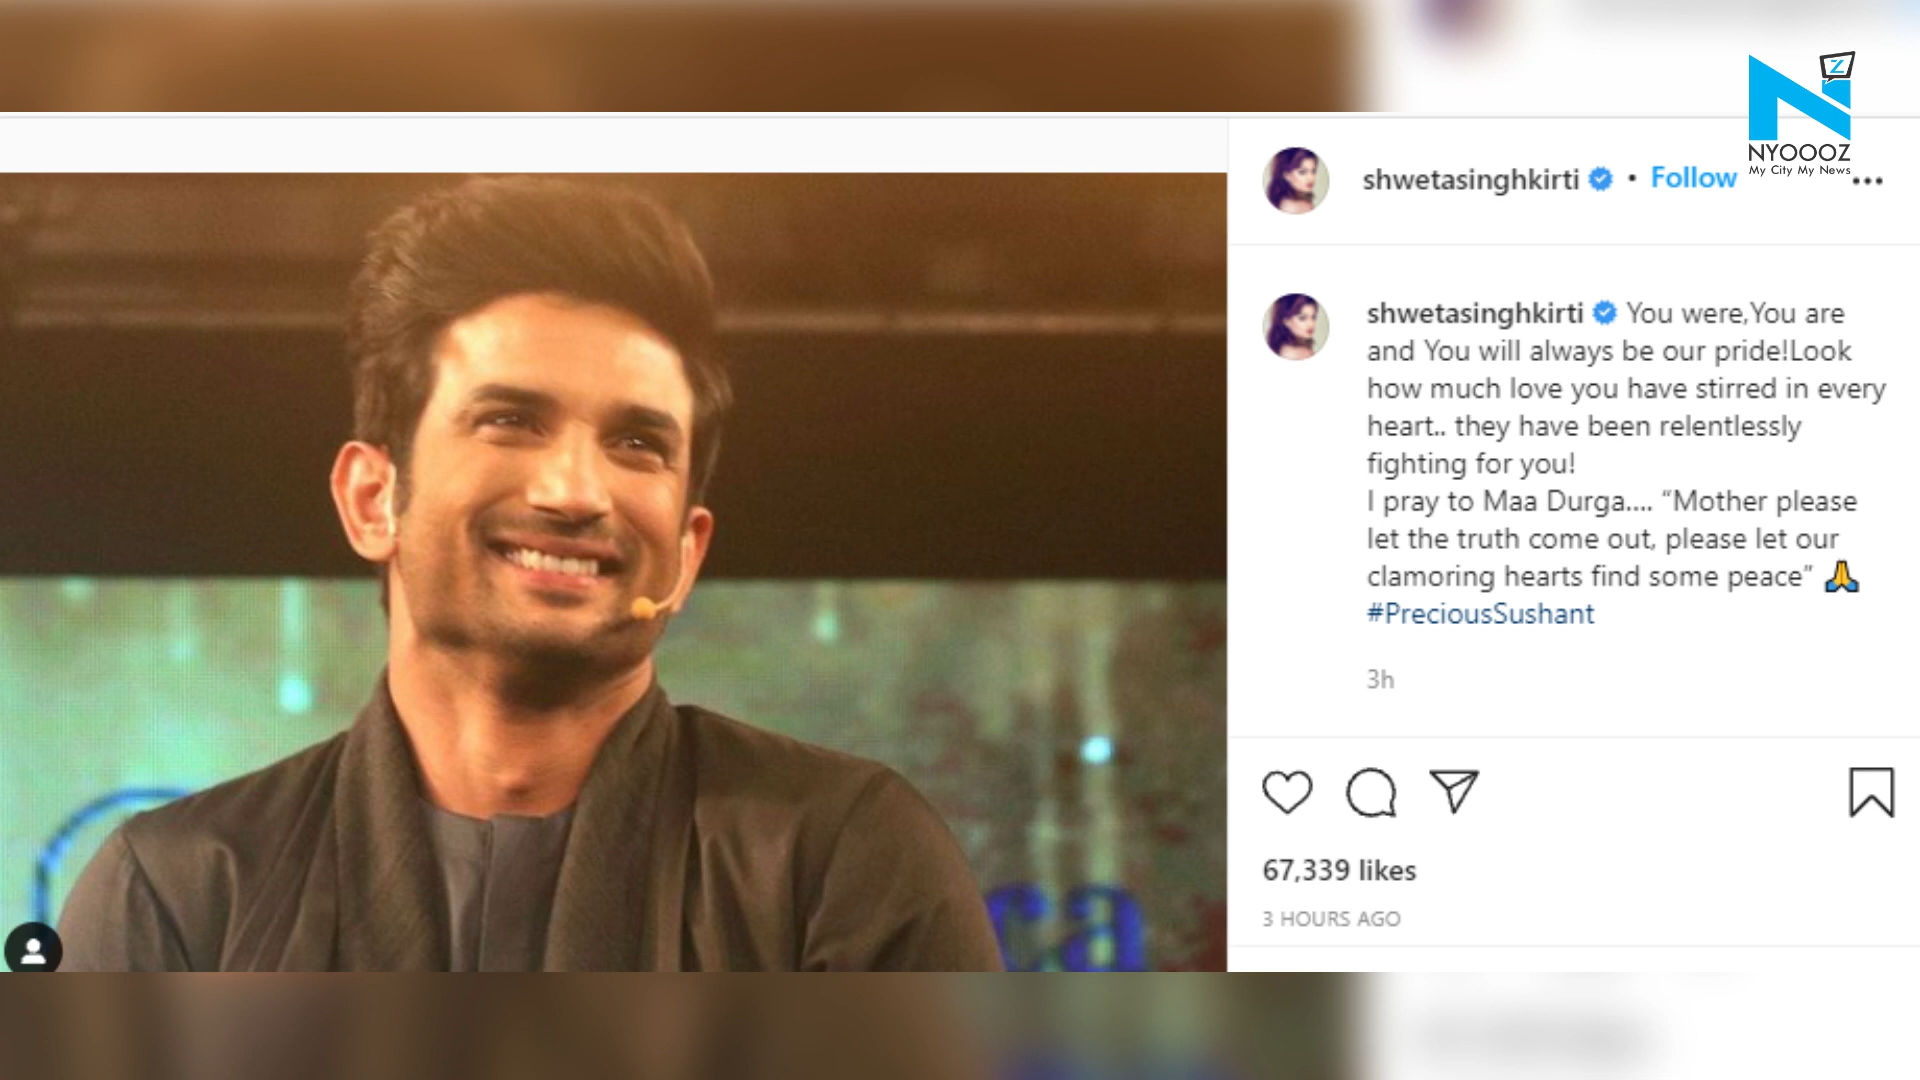 NYOOOZ
My City My News
shwetasinghkirti • Follow
shwetasinghkirti You were,You are
and You will always be our pride!Look
how much love you have stirred in every
heart.. they have been relentlessly
fighting for you!
I pray to Maa Durga.... “Mother please
let the truth come out, please let our
clamoring hearts find some peace” 🙏
#PreciousSushant
3h
67,339 likes
3 HOURS AGO
ca